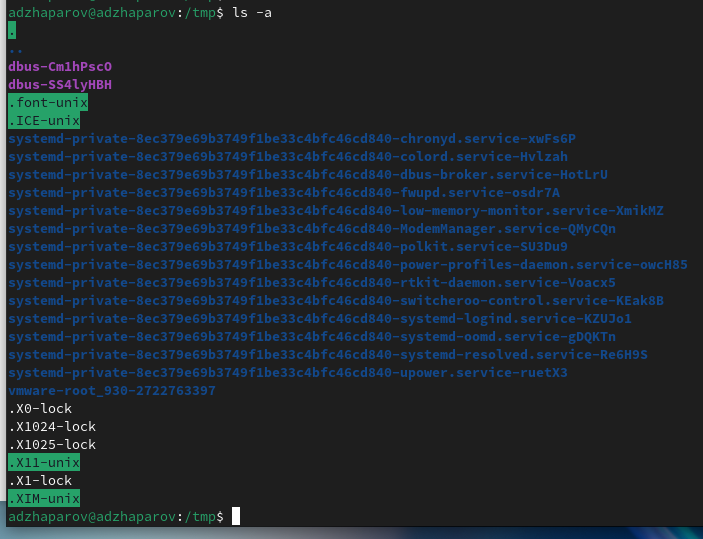 adzhaparov@adzhaparov:/tmp$ ls -a
.
..
dbus-Cm1hPscO
dbus-SS4lyHBH
.font-unix
.ICE-unix
systemd-private-8ec379e69b3749f1be33c4bfc46cd840-chronyd.service-xwFs6P
systemd-private-8ec379e69b3749f1be33c4bfc46cd840-colord.service-Hvlzah
systemd-private-8ec379e69b3749f1be33c4bfc46cd840-dbus-broker.service-HotLrU
systemd-private-8ec379e69b3749f1be33c4bfc46cd840-fwupd.service-osdr7A
systemd-private-8ec379e69b3749f1be33c4bfc46cd840-low-memory-monitor.service-XmikMZ
systemd-private-8ec379e69b3749f1be33c4bfc46cd840-ModemManager.service-QMyCQn
systemd-private-8ec379e69b3749f1be33c4bfc46cd840-polkit.service-SU3Du9
systemd-private-8ec379e69b3749f1be33c4bfc46cd840-power-profiles-daemon.service-owcH85
systemd-private-8ec379e69b3749f1be33c4bfc46cd840-rtkit-daemon.service-Voacx5
systemd-private-8ec379e69b3749f1be33c4bfc46cd840-switcheroo-control.service-KEak8B
systemd-private-8ec379e69b3749f1be33c4bfc46cd840-systemd-logind.service-KZUJo1
systemd-private-8ec379e69b3749f1be33c4bfc46cd840-systemd-oomd.service-gDQKTn
systemd-private-8ec379e69b3749f1be33c4bfc46cd840-systemd-resolved.service-Re6H9S
systemd-private-8ec379e69b3749f1be33c4bfc46cd840-upower.service-ruetX3
vmware-root_930-2722763397
.X0-lock
.X1024-lock
.X1025-lock
.X11-unix
.X1-lock
.XIM-unix
adzhaparov@adzhaparov:/tmp$